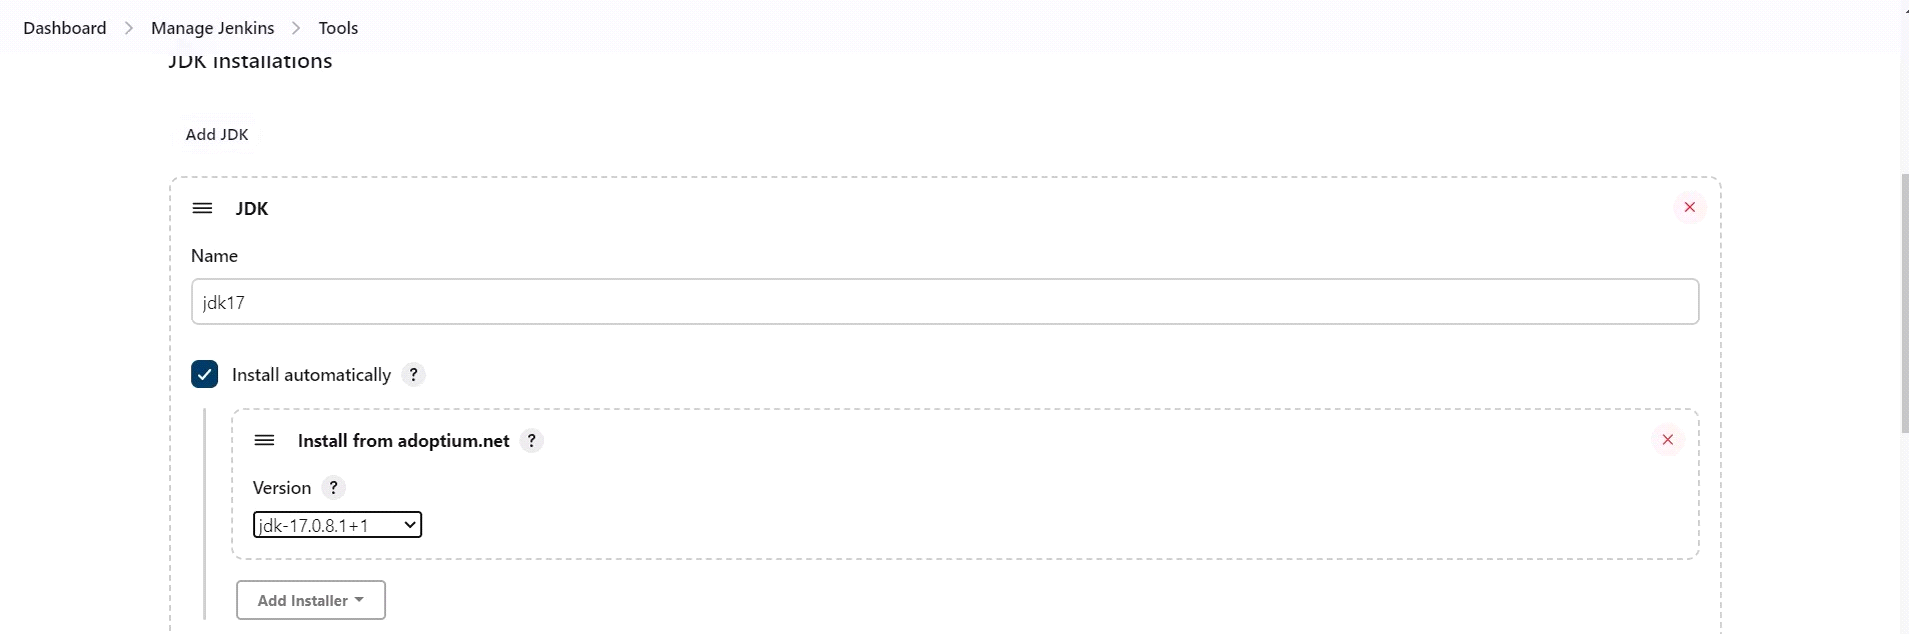 Dashboard > Manage Jenkins > Tools
JDK installations
Add JDK
JDK
Name
jdk17
Install automatically ?
Install from adoptium.net ?
Version ?
jdk-17.0.8.1+1
Add Installer